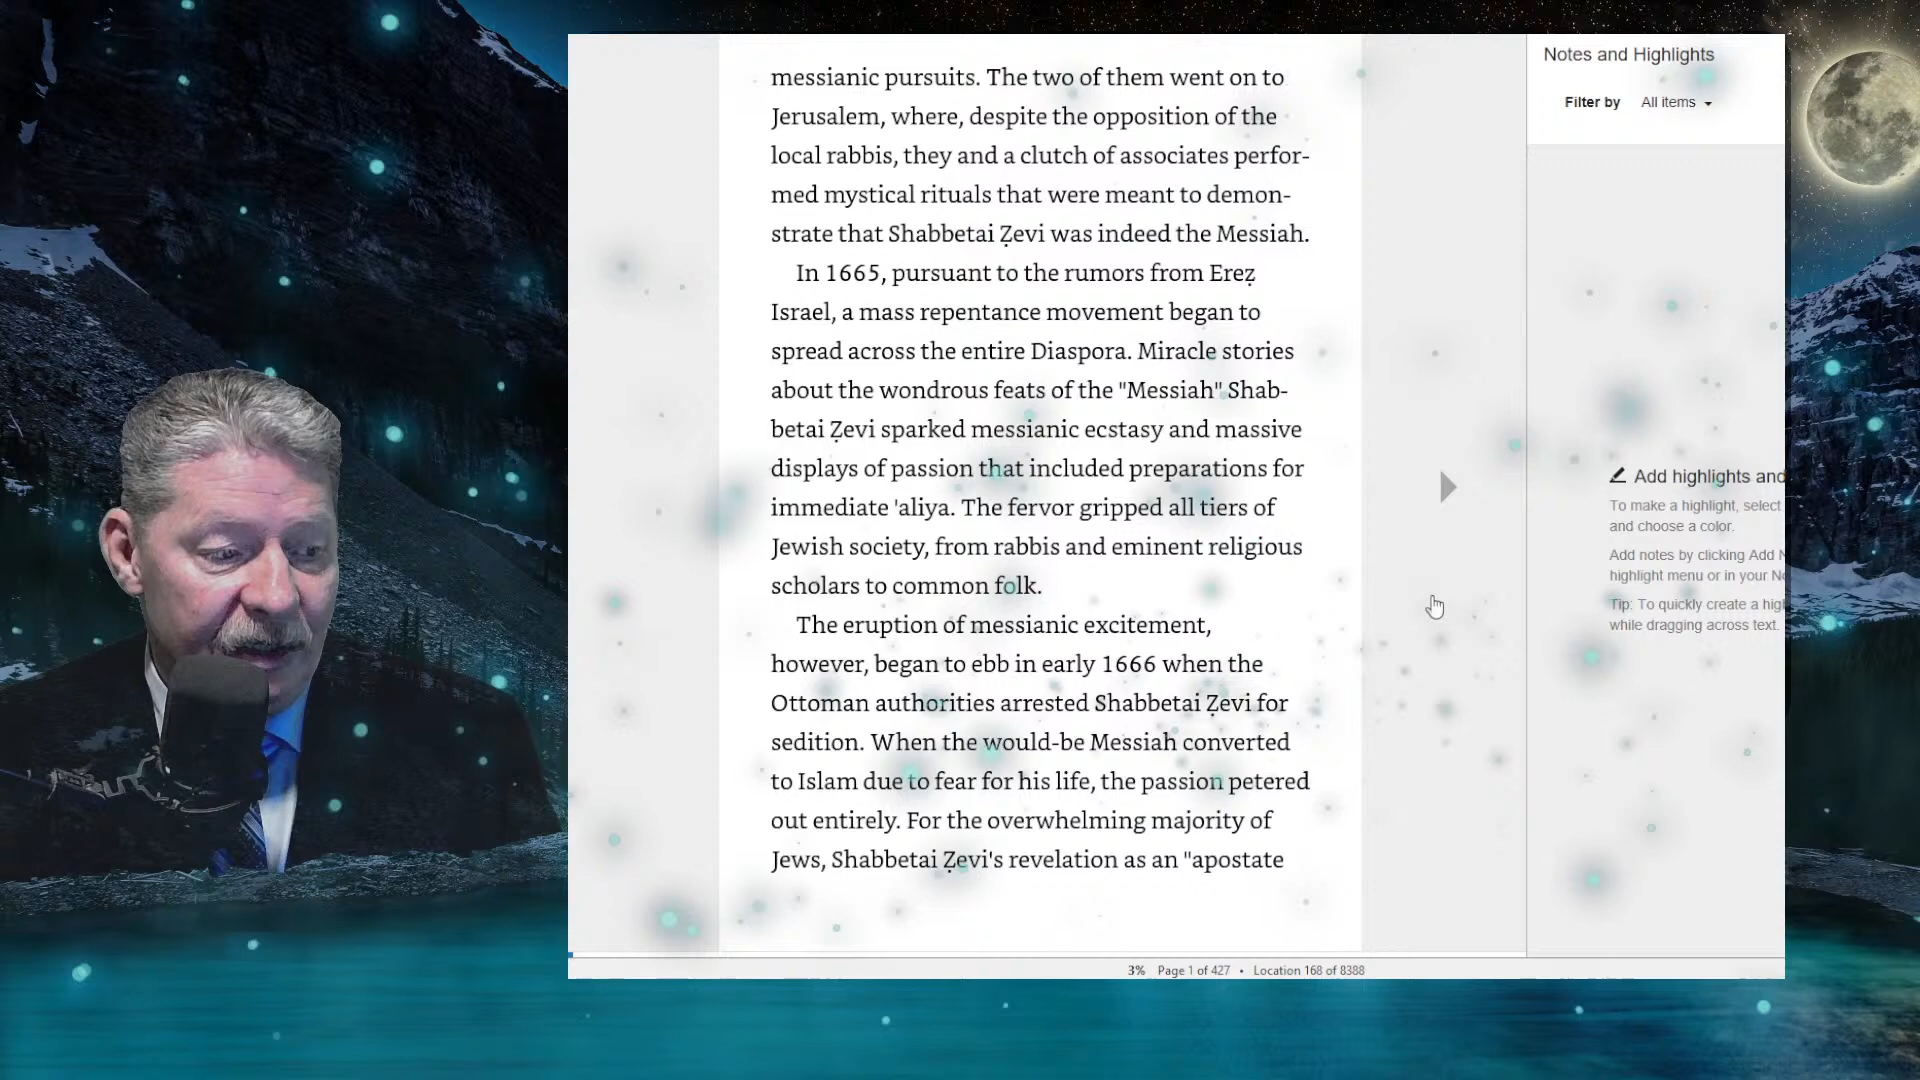 messianic pursuits. The two of them went on to
Jerusalem, where, despite the opposition of the
local rabbis, they and a clutch of associates perfor-
med mystical rituals that were meant to demon-
strate that Shabbetai Ẓevi was indeed the Messiah.
In 1665, pursuant to the rumors from Ereẓ
Israel, a mass repentance movement began to
spread across the entire Diaspora. Miracle stories
about the wondrous feats of the "Messiah" Shab-
betai Ẓevi sparked messianic ecstasy and massive
displays of passion that included preparations for
immediate 'aliya. The fervor gripped all tiers of
Jewish society, from rabbis and eminent religious
scholars to common folk.
The eruption of messianic excitement,
however, began to ebb in early 1666 when the
Ottoman authorities arrested Shabbetai Ẓevi for
sedition. When the would-be Messiah converted
to Islam due to fear for his life, the passion petered
out entirely. For the overwhelming majority of
Jews, Shabbetai Ẓevi's revelation as an "apostate
3% Page 1 of 427 • Location 168 of 8388
Notes and Highlights
Filter by All items
Add highlights and
To make a highlight, select
and choose a color.
Add notes by clicking Add
highlight menu or in your
Tip: To quickly create a
while dragging across text.